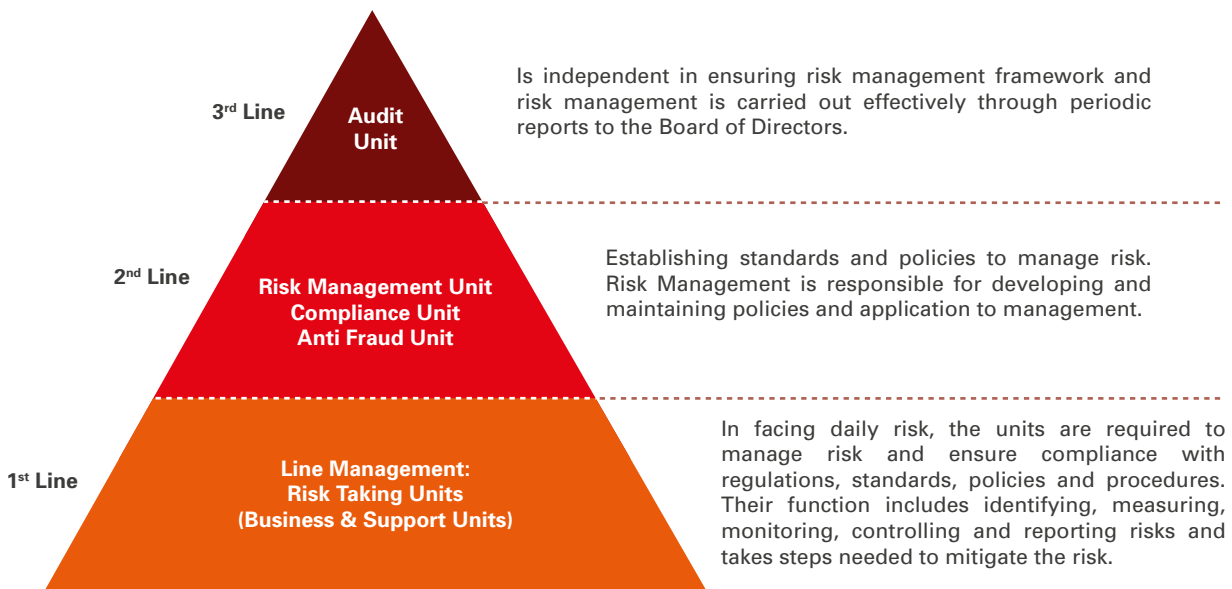 3rd Line
Audit
Unit
Is independent in ensuring risk management framework and
risk management is carried out effectively through periodic
reports to the Board of Directors.
2nd Line
Risk Management Unit
Compliance Unit
Anti Fraud Unit
Establishing standards and policies to manage risk.
Risk Management is responsible for developing and
maintaining policies and application to management.
1st Line
Line Management:
Risk Taking Units
(Business & Support Units)
In facing daily risk, the units are required to
manage risk and ensure compliance with
regulations, standards, policies and procedures.
Their function includes identifying, measuring,
monitoring, controlling and reporting risks and
takes steps needed to mitigate the risk.